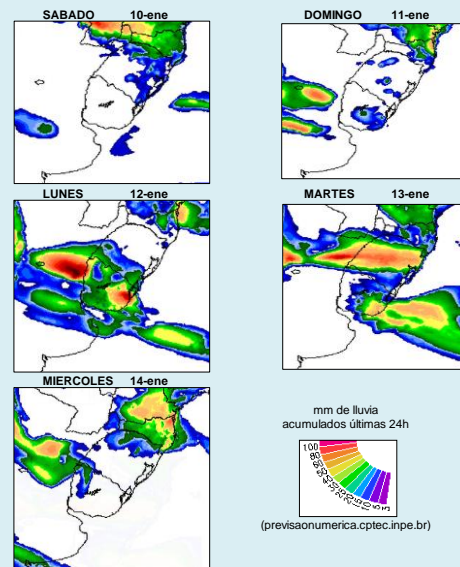 SABADO 10-ene
DOMINGO 11-ene
LUNES 12-ene
MARTES 13-ene
MIERCOLES 14-ene
mm de lluvia
acumulados últimas 24h
100
80
(previsaonumerica.cptec.inpe.br)